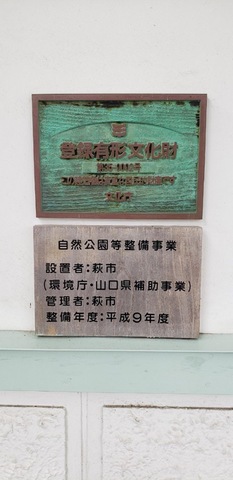 登録有形文化財
自然公園等整備事業
設置者:萩市
(環境庁・山口県補助事業)
管理者:萩市
整備年度:平成9年度